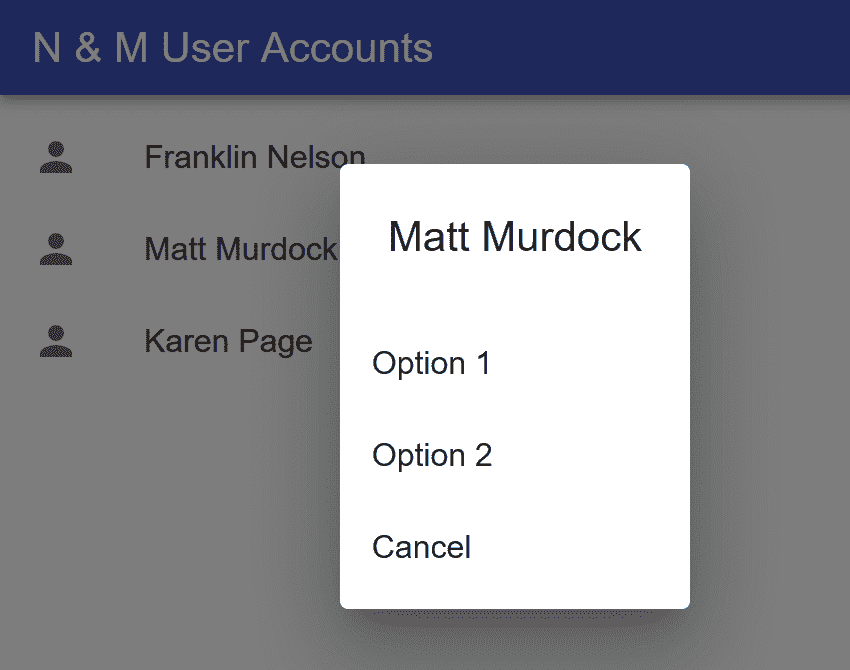 N & M User Accounts
Franklin Nelson
Matt Murdock
Karen Page
Matt Murdock
Option 1
Option 2
Cancel